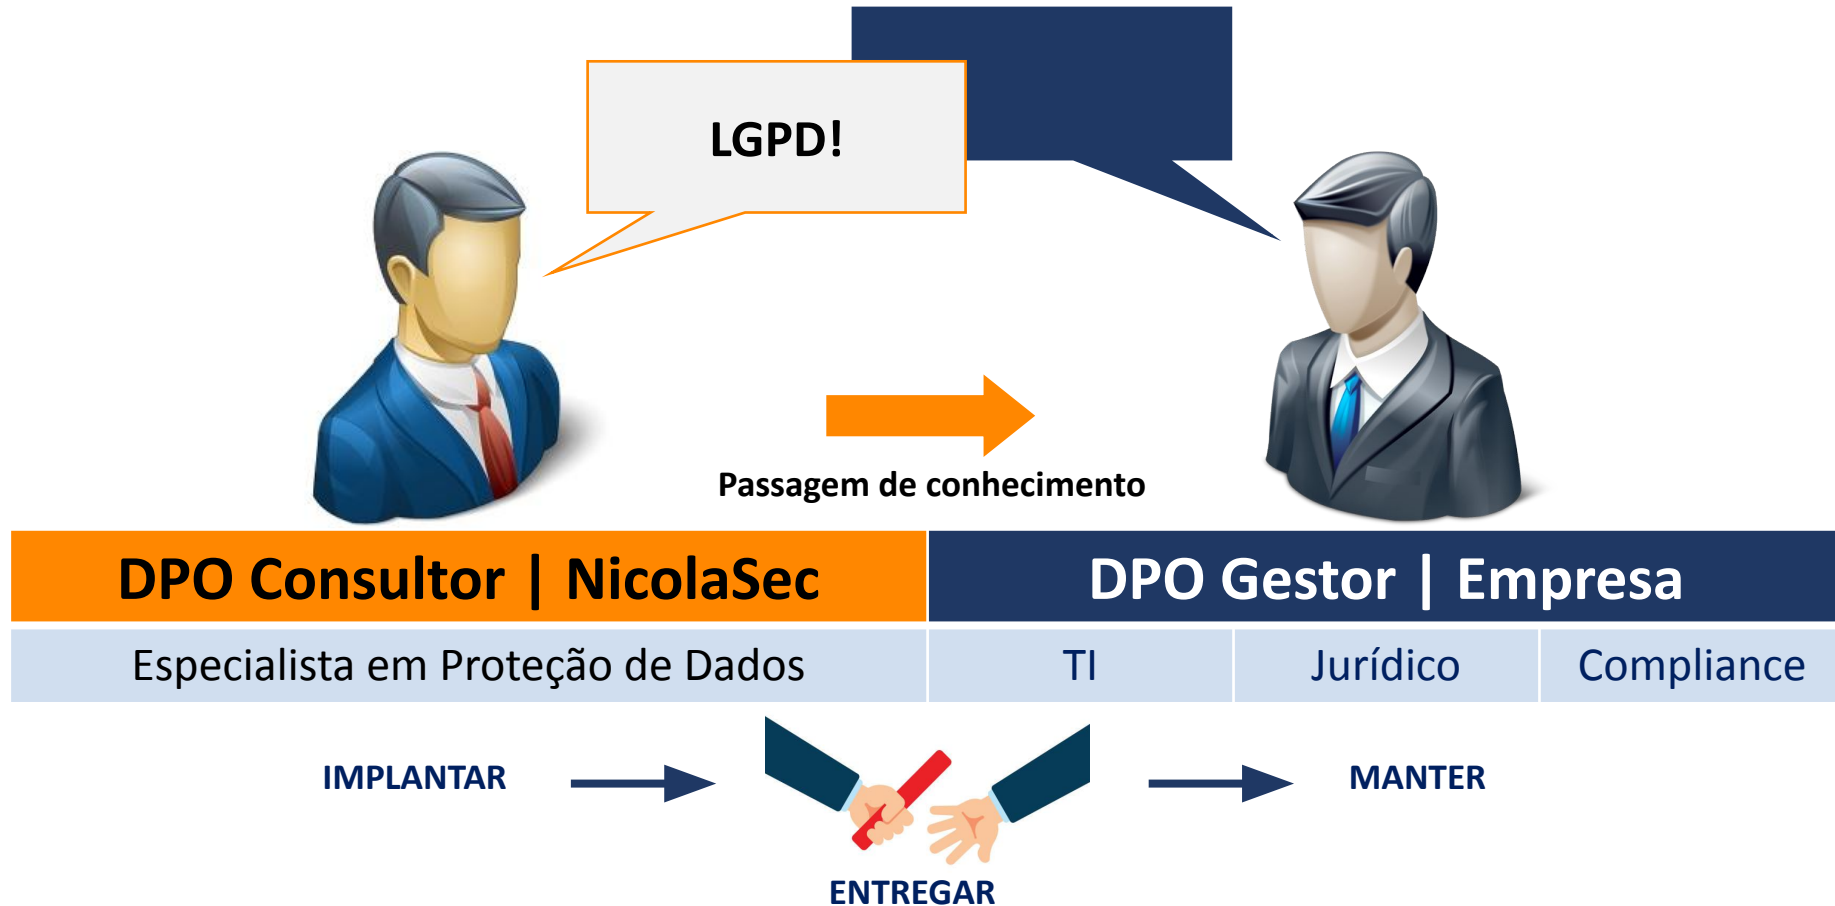 LGPD!
Passagem de conhecimento
DPO Consultor | NicolaSec
DPO Gestor | Empresa
Especialista em Proteção de Dados
TI
Jurídico
Compliance
IMPLANTAR
MANTER
ENTREGAR